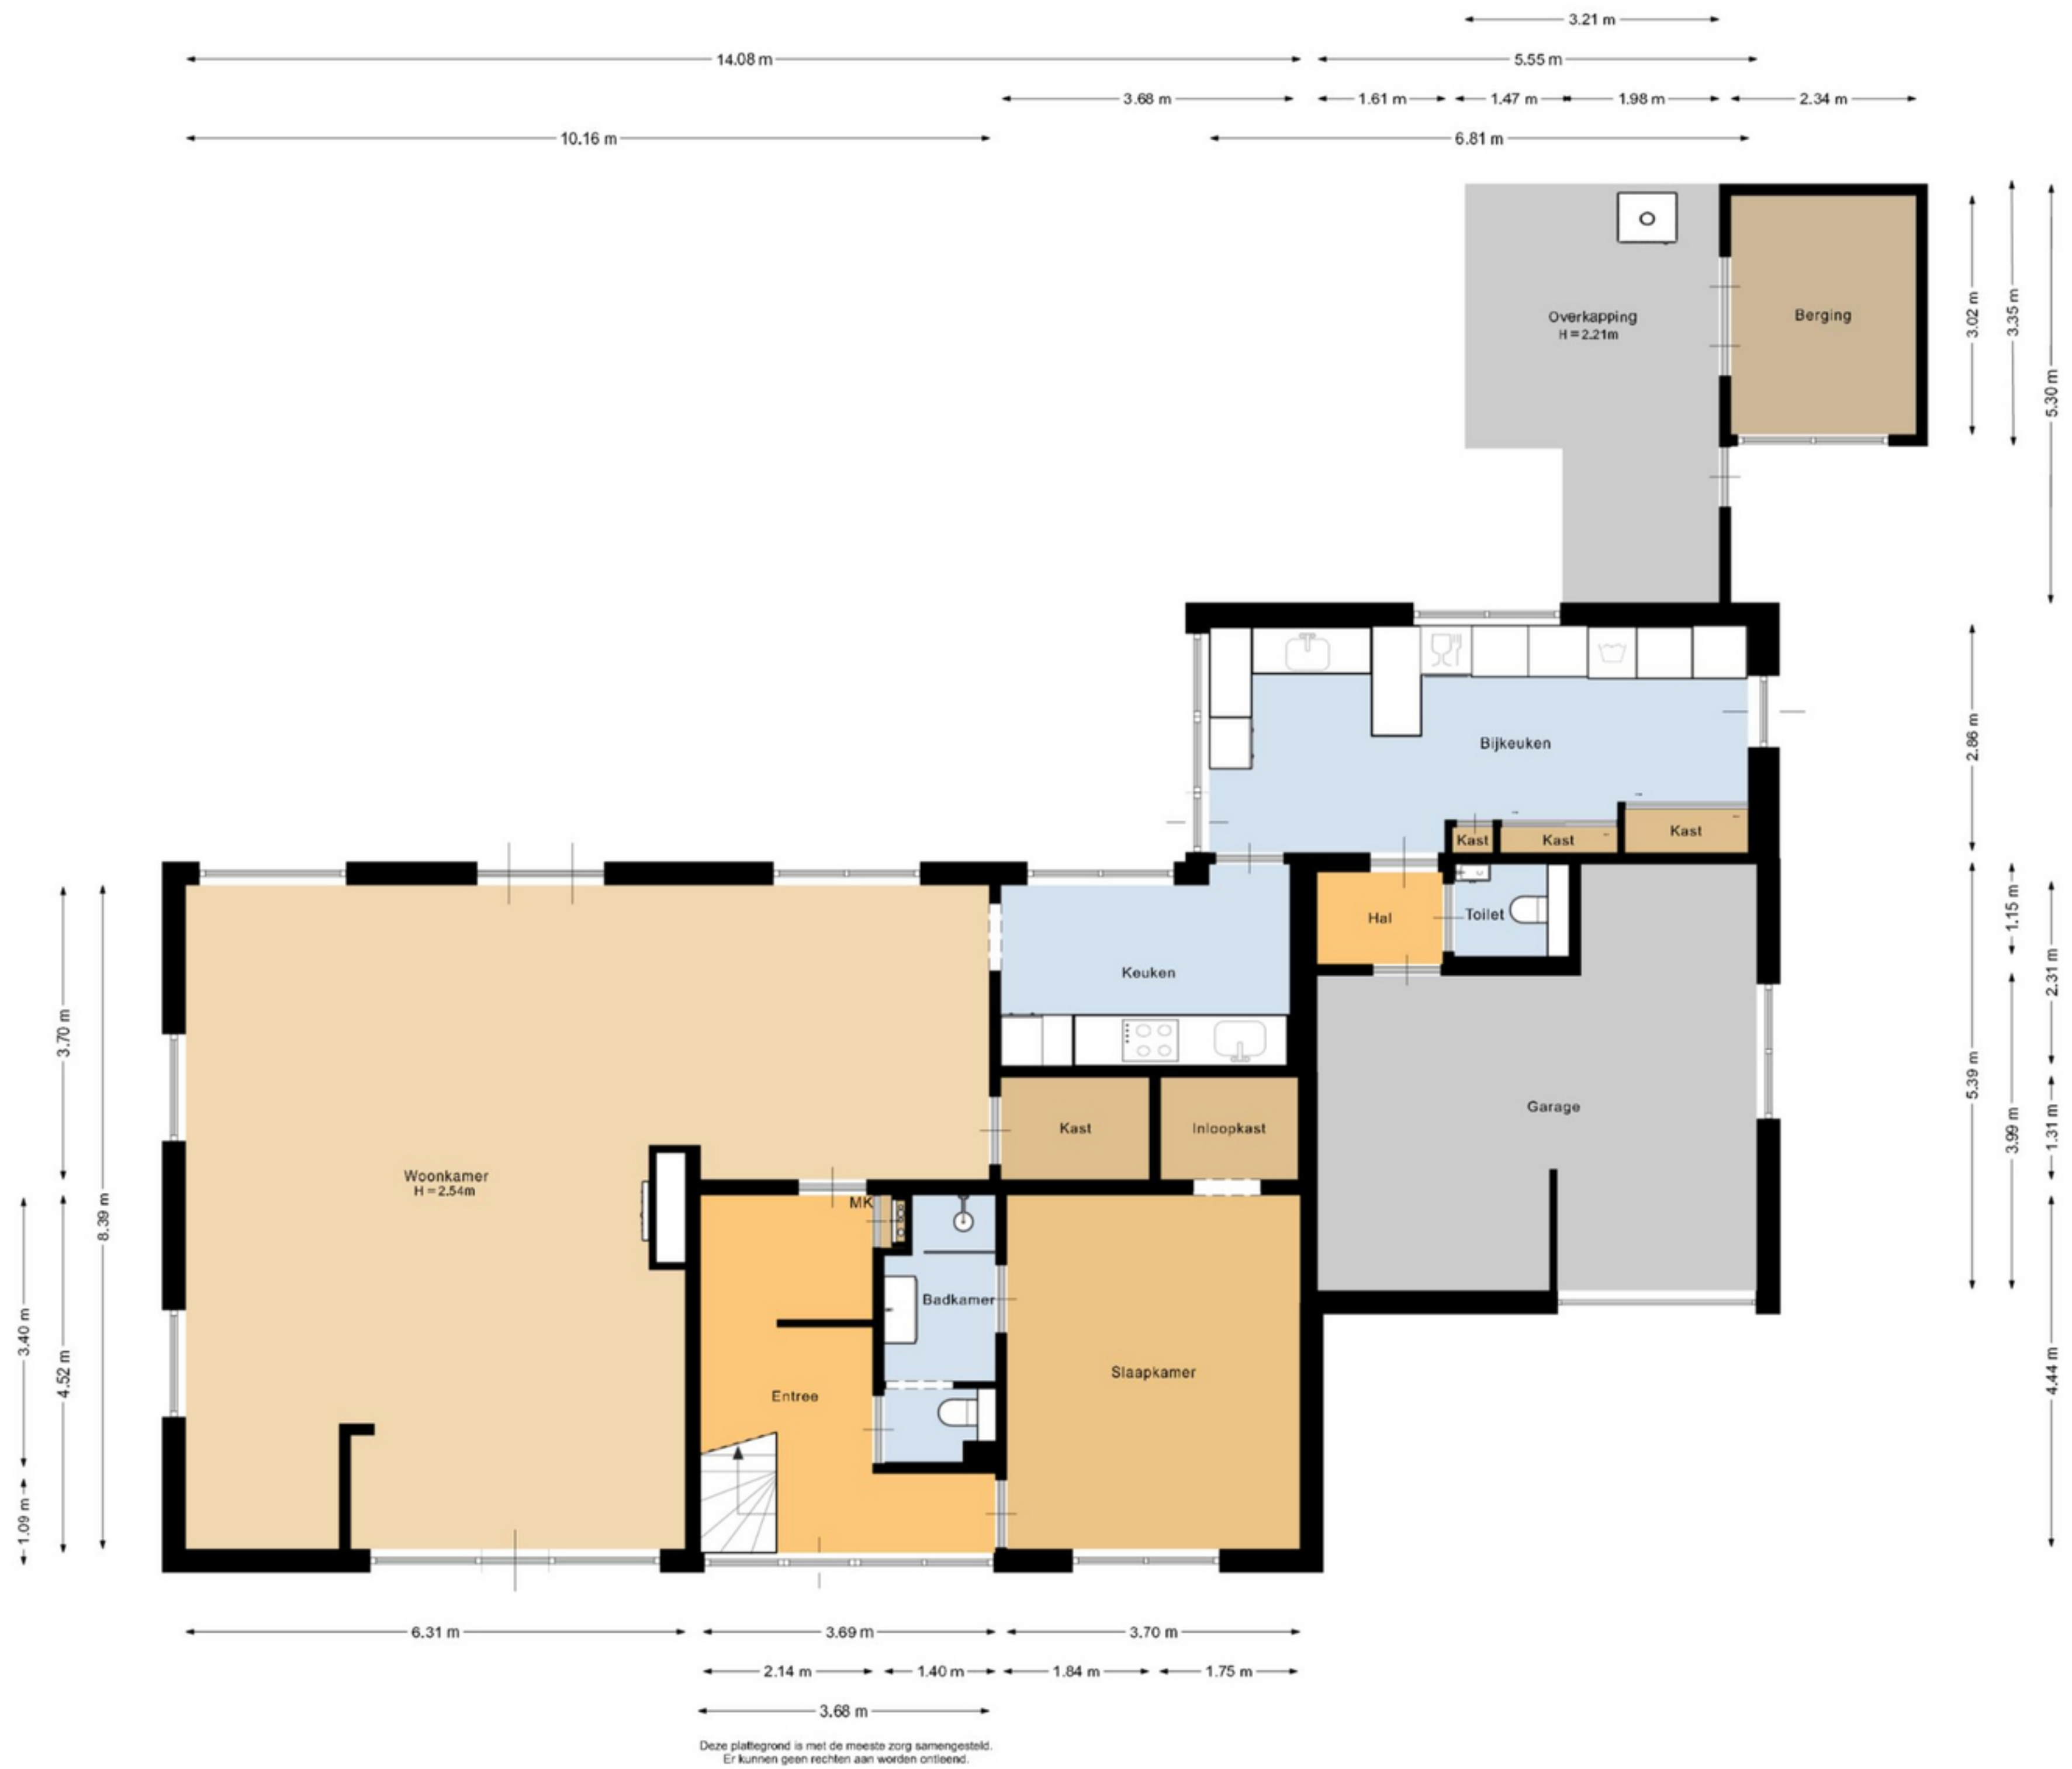 3.21 m
14.08 m
5.55 m
3.68 m
1.61 m
1.47 m
1.98 m
2.34 m
10.16 m
6.81 m
Overkapping
H = 2.21m
Berging
3.02 m
3.35 m
5.30 m
Bijkeuken
Kast
Kast
Kast
2.86 m
Hal
Toilet
Keuken
Garage
1.15 m
2.31 m
5.39 m
3.99 m
1.31 m
4.44 m
3.70 m
8.39 m
3.40 m
4.52 m
1.09 m
Woonkamer
H = 2.54m
Kast
Inloopkast
MK
Badkamer
Slaapkamer
Entree
6.31 m
3.69 m
3.70 m
2.14 m
1.40 m
1.84 m
1.75 m
3.68 m
Deze plattegrond is met de meeste zorg samengesteld.
Er kunnen geen rechten aan worden ontleend.